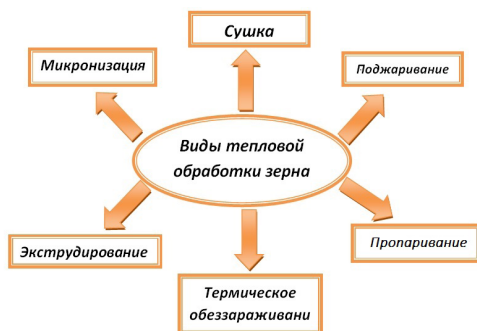 Сушка
Микронизация
Поджаривание
Виды тепловой
обработки зерна
Экструдирование
Пропаривание
Термическое
обеззараживани